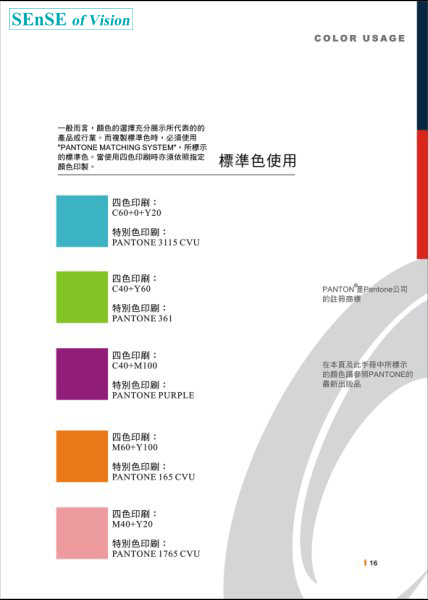 SEnSE of Vision
COLOR USAGE
一般而言，顏色的選擇充分展示所代表的的
產品或行業。而複製標準色時，必須使用
"PANTONE MATCHING SYSTEM"，所標示
的標準色。當使用四色印刷時亦須依照指定
顏色印製。
標準色使用
四色印刷：
C60+0+Y20
特別色印刷：
PANTONE 3115 CVU
四色印刷：
C40+Y60
特別色印刷：
PANTONE 361
四色印刷：
C40+M100
特別色印刷：
PANTONE PURPLE
四色印刷：
M60+Y100
特別色印刷：
PANTONE 165 CVU
四色印刷：
M40+Y20
特別色印刷：
PANTONE 1765 CVU
PANTON®是Pantone公司
的註冊商標
在本頁及此手冊中所標示
的顏色請參照PANTONE的
最新出版品
16